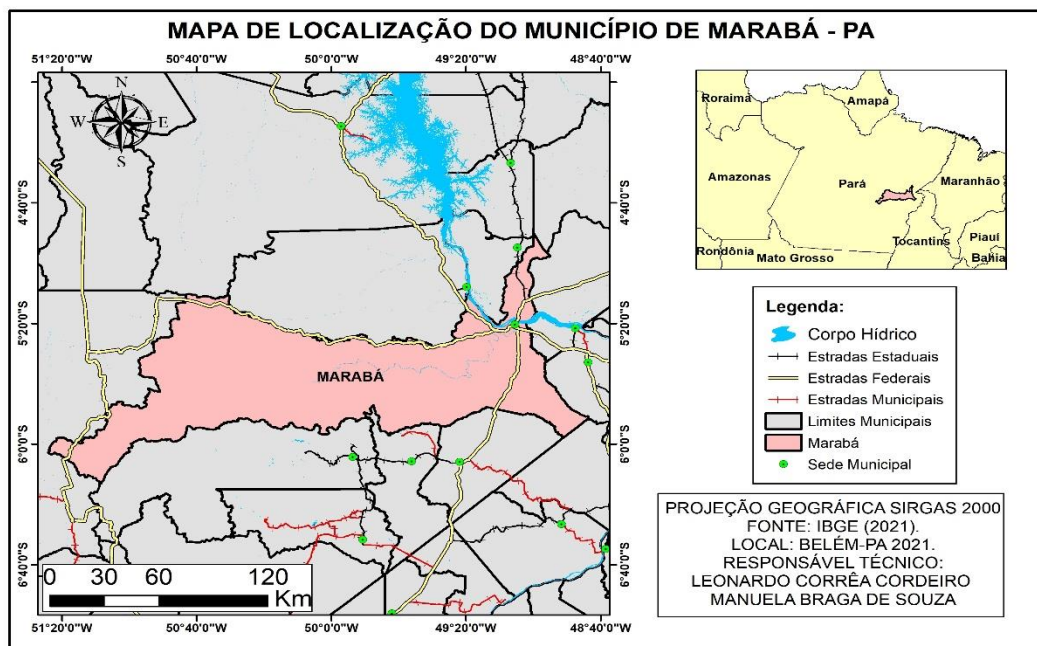 MAPA DE LOCALIZAÇÃO DO MUNICÍPIO DE MARABÁ - PA
51°20'0"W 50°40'0"W 50°0'0"W 49°20'0"W 48°40'0"W
N
W E
S
4°40'0"S 4°40'0"S
5°20'0"S 5°20'0"S
MARABÁ
6°0'0"S 6°0'0"S
6°40'0"S 6°40'0"S
0 30 60 120
Km
51°20'0"W 50°40'0"W 50°0'0"W 49°20'0"W 48°40'0"W
Roraima Amapá
Amazonas Pará Maranhão
Tocantins Piauí
Rondônia Mato Grosso Bahia
Legenda:
Corpo Hídrico
Estradas Estaduais
Estradas Federais
Estradas Municipais
Limites Municipais
Marabá
Sede Municipal
PROJEÇÃO GEOGRÁFICA SIRGAS 2000
FONTE: IBGE (2021).
LOCAL: BELÉM-PA 2021.
RESPONSÁVEL TÉCNICO:
LEONARDO CORRÊA CORDEIRO
MANUELA BRAGA DE SOUZA